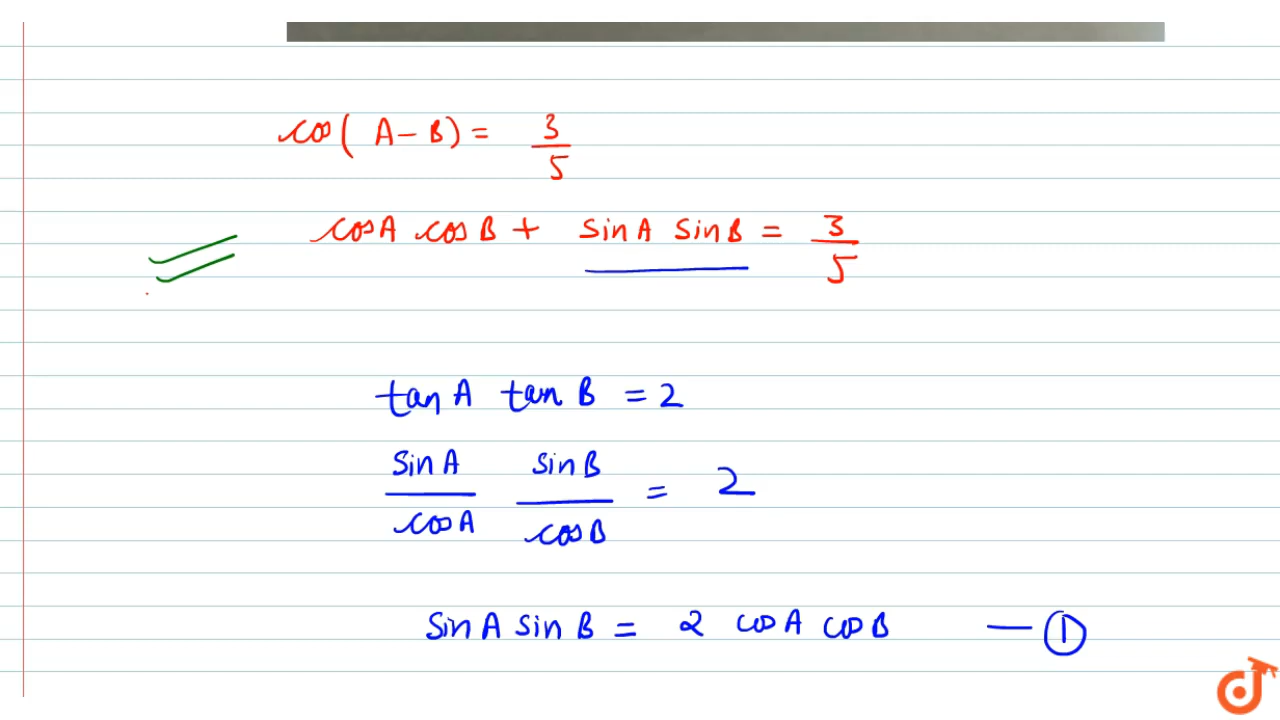 cos(A-B) = 3/5
cosA cosB + sinA sinB = 3/5
tanA tanB = 2
sinA/cosA sinB/cosB = 2
sinA sinB = 2 cosA cosB — ①